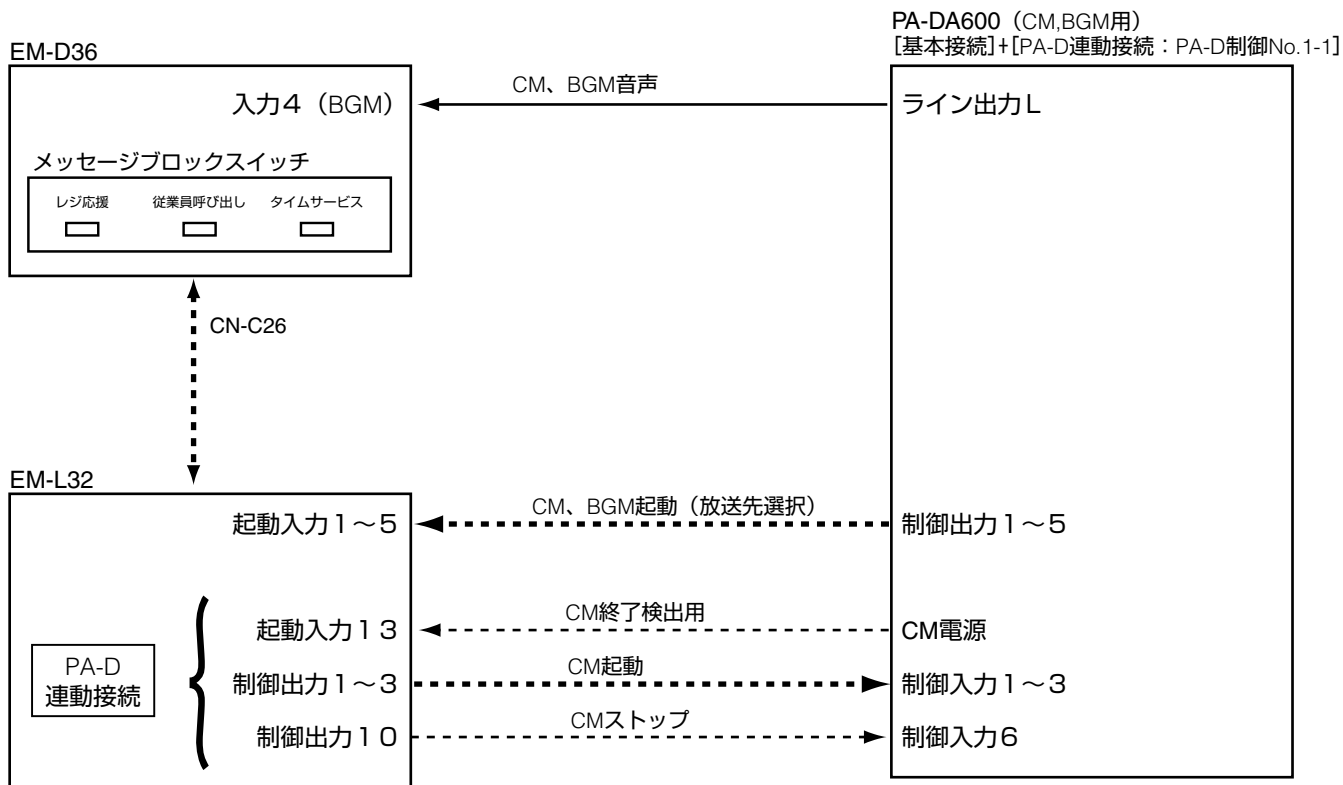 PA-DA600（CM,BGM用）
[基本接続]+[PA-D連動接続：PA-D制御No.1-1]
EM-D36
入力４（BGM）
CM、BGM音声
ライン出力L
メッセージブロックスイッチ
レジ応援 従業員呼び出し タイムサービス
CN-C26
EM-L32
起動入力１～５
CM、BGM起動（放送先選択）
制御出力１～５
起動入力１３
CM終了検出用
CM電源
PA-D
連動接続
制御出力１～３
CM起動
制御入力１～３
制御出力１０
CMストップ
制御入力６